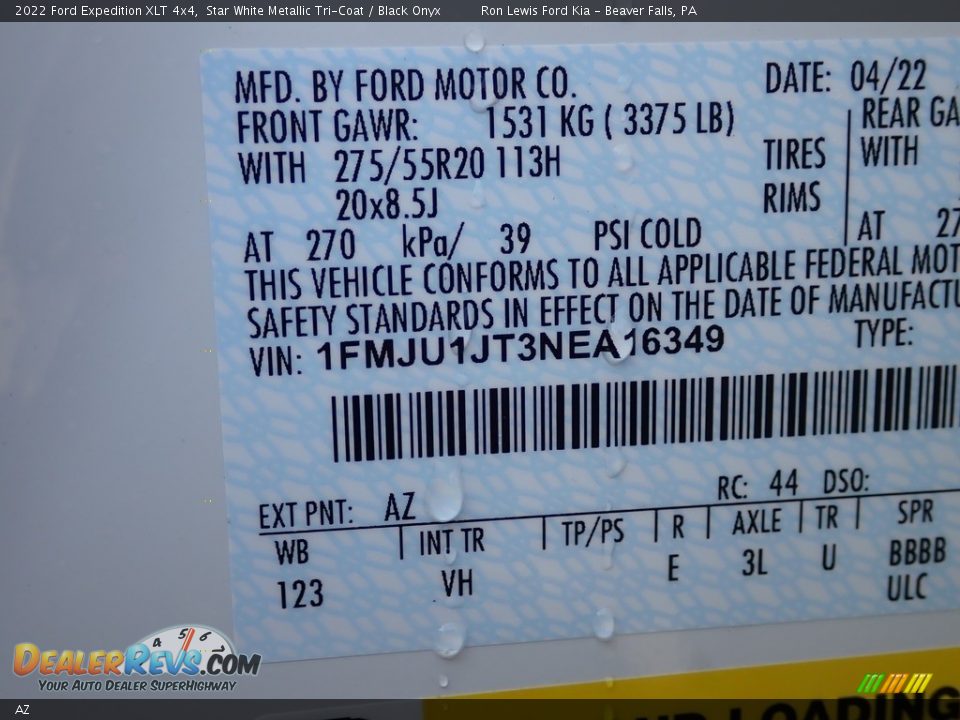 2022 Ford Expedition XLT 4x4, Star White Metallic Tri-Coat / Black Onyx Ron Lewis Ford Kia - Beaver Falls, PA
MFD. BY FORD MOTOR CO. DATE: 04/22
FRONT GAWR: 1531 KG ( 3375 LB) REAR GA
WITH 275/55R20 113H TIRES WITH
20x8.5J RIMS
AT 270 kPa/ 39 PSI COLD AT 27
THIS VEHICLE CONFORMS TO ALL APPLICABLE FEDERAL MOT
SAFETY STANDARDS IN EFFECT ON THE DATE OF MANUFACTU
VIN: 1FMJU1JT3NEA16349 TYPE:
RC: 44 DSO:
EXT PNT: AZ
WB INT TR TP/PS R AXLE TR SPR
123 VH E 3L U BBBB
ULC
4 5 6
DEALERREVS.COM
YOUR AUTO DEALER SUPERHIGHWAY
LOADING
AZ